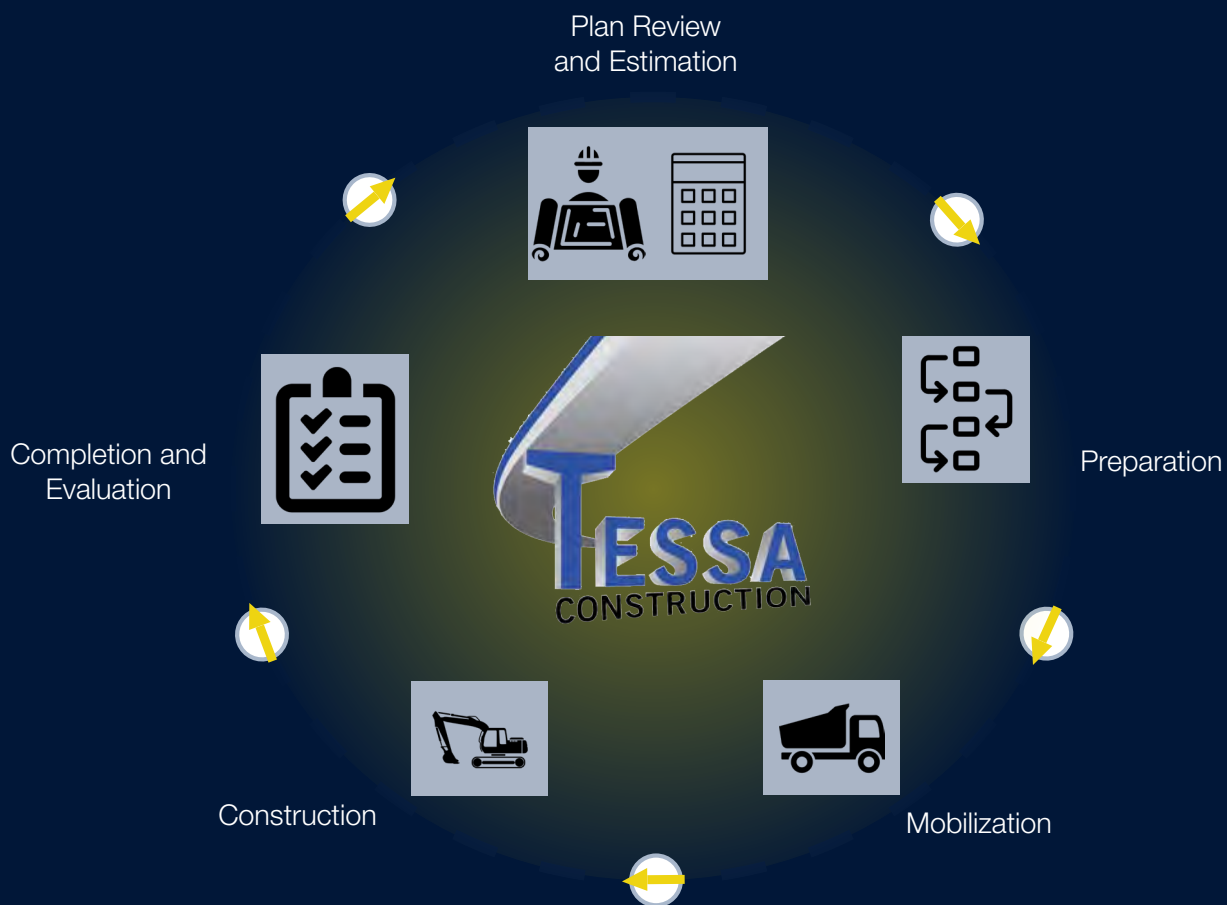 Plan Review
and Estimation
Completion and
Evaluation
Preparation
TESSA
CONSTRUCTION
Construction
Mobilization